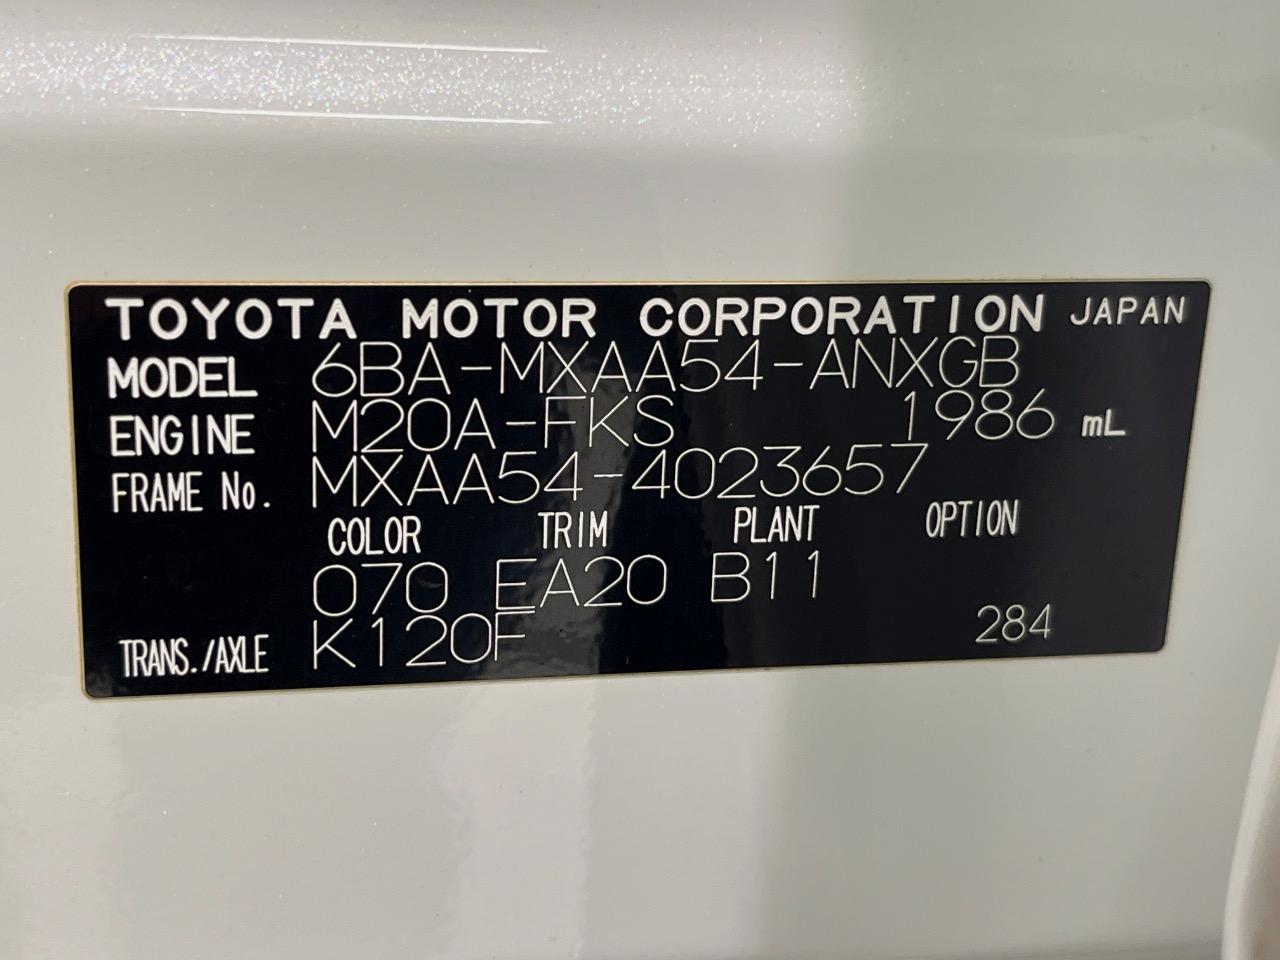 TOYOTA MOTOR CORPORATION JAPAN
MODEL 6BA-MXAA54-ANXGB
ENGINE M20A-FKS 1986 mL
FRAME No. MXAA54-4023657
COLOR TRIM PLANT OPTION
070 EA20 B11
TRANS./AXLE K120F 284